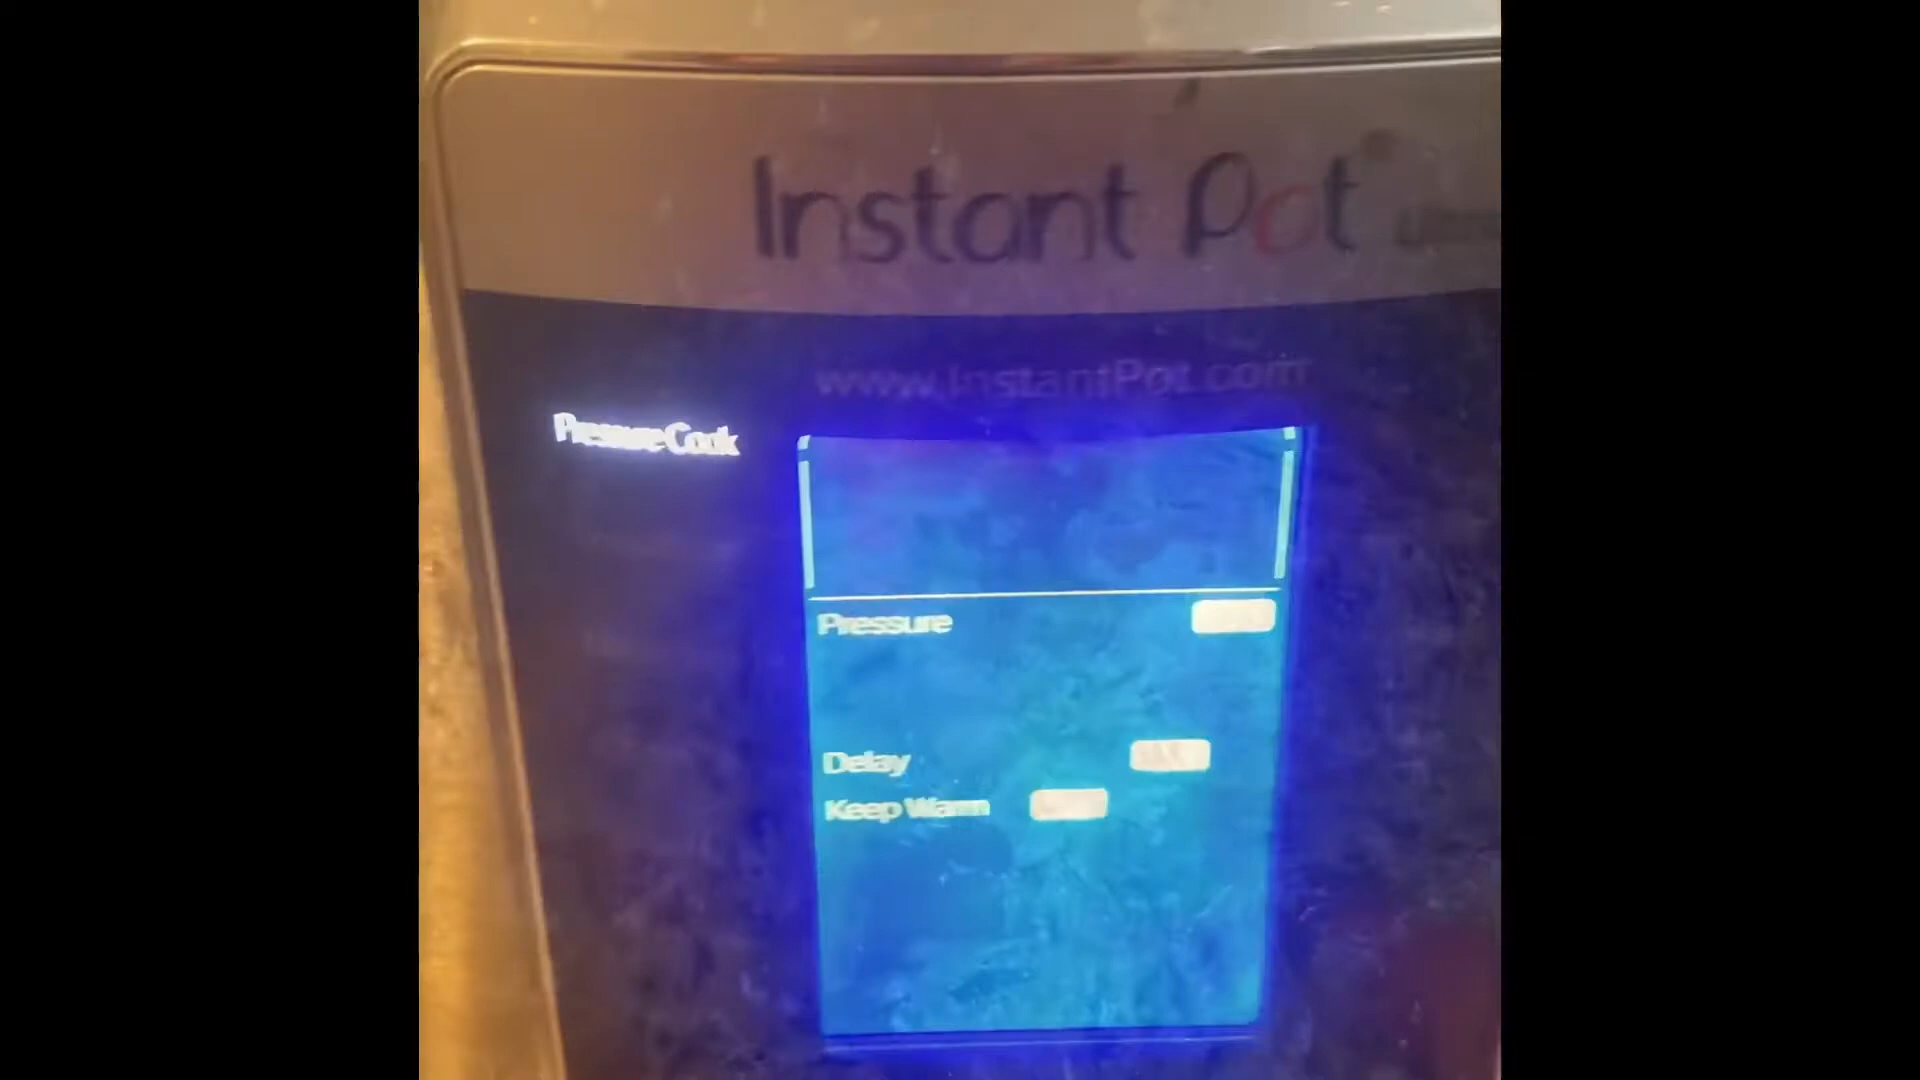 Instant Pot
www.InstantPot.com
Pressure Cook
Pressure
Delay
Keep Warm